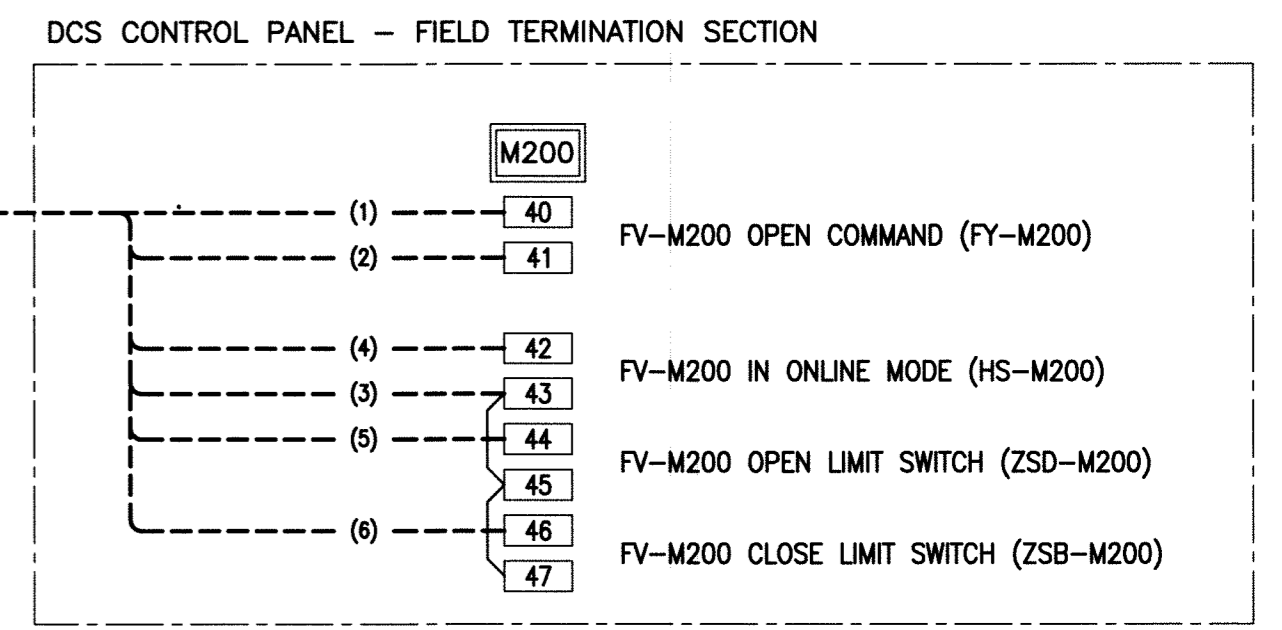 DCS CONTROL PANEL – FIELD TERMINATION SECTION
M200
(1) 40
FV–M200 OPEN COMMAND (FY–M200)
(2) 41
(4) 42
FV–M200 IN ONLINE MODE (HS–M200)
(3) 43
(5) 44
FV–M200 OPEN LIMIT SWITCH (ZSD–M200)
45
(6) 46
FV–M200 CLOSE LIMIT SWITCH (ZSB–M200)
47